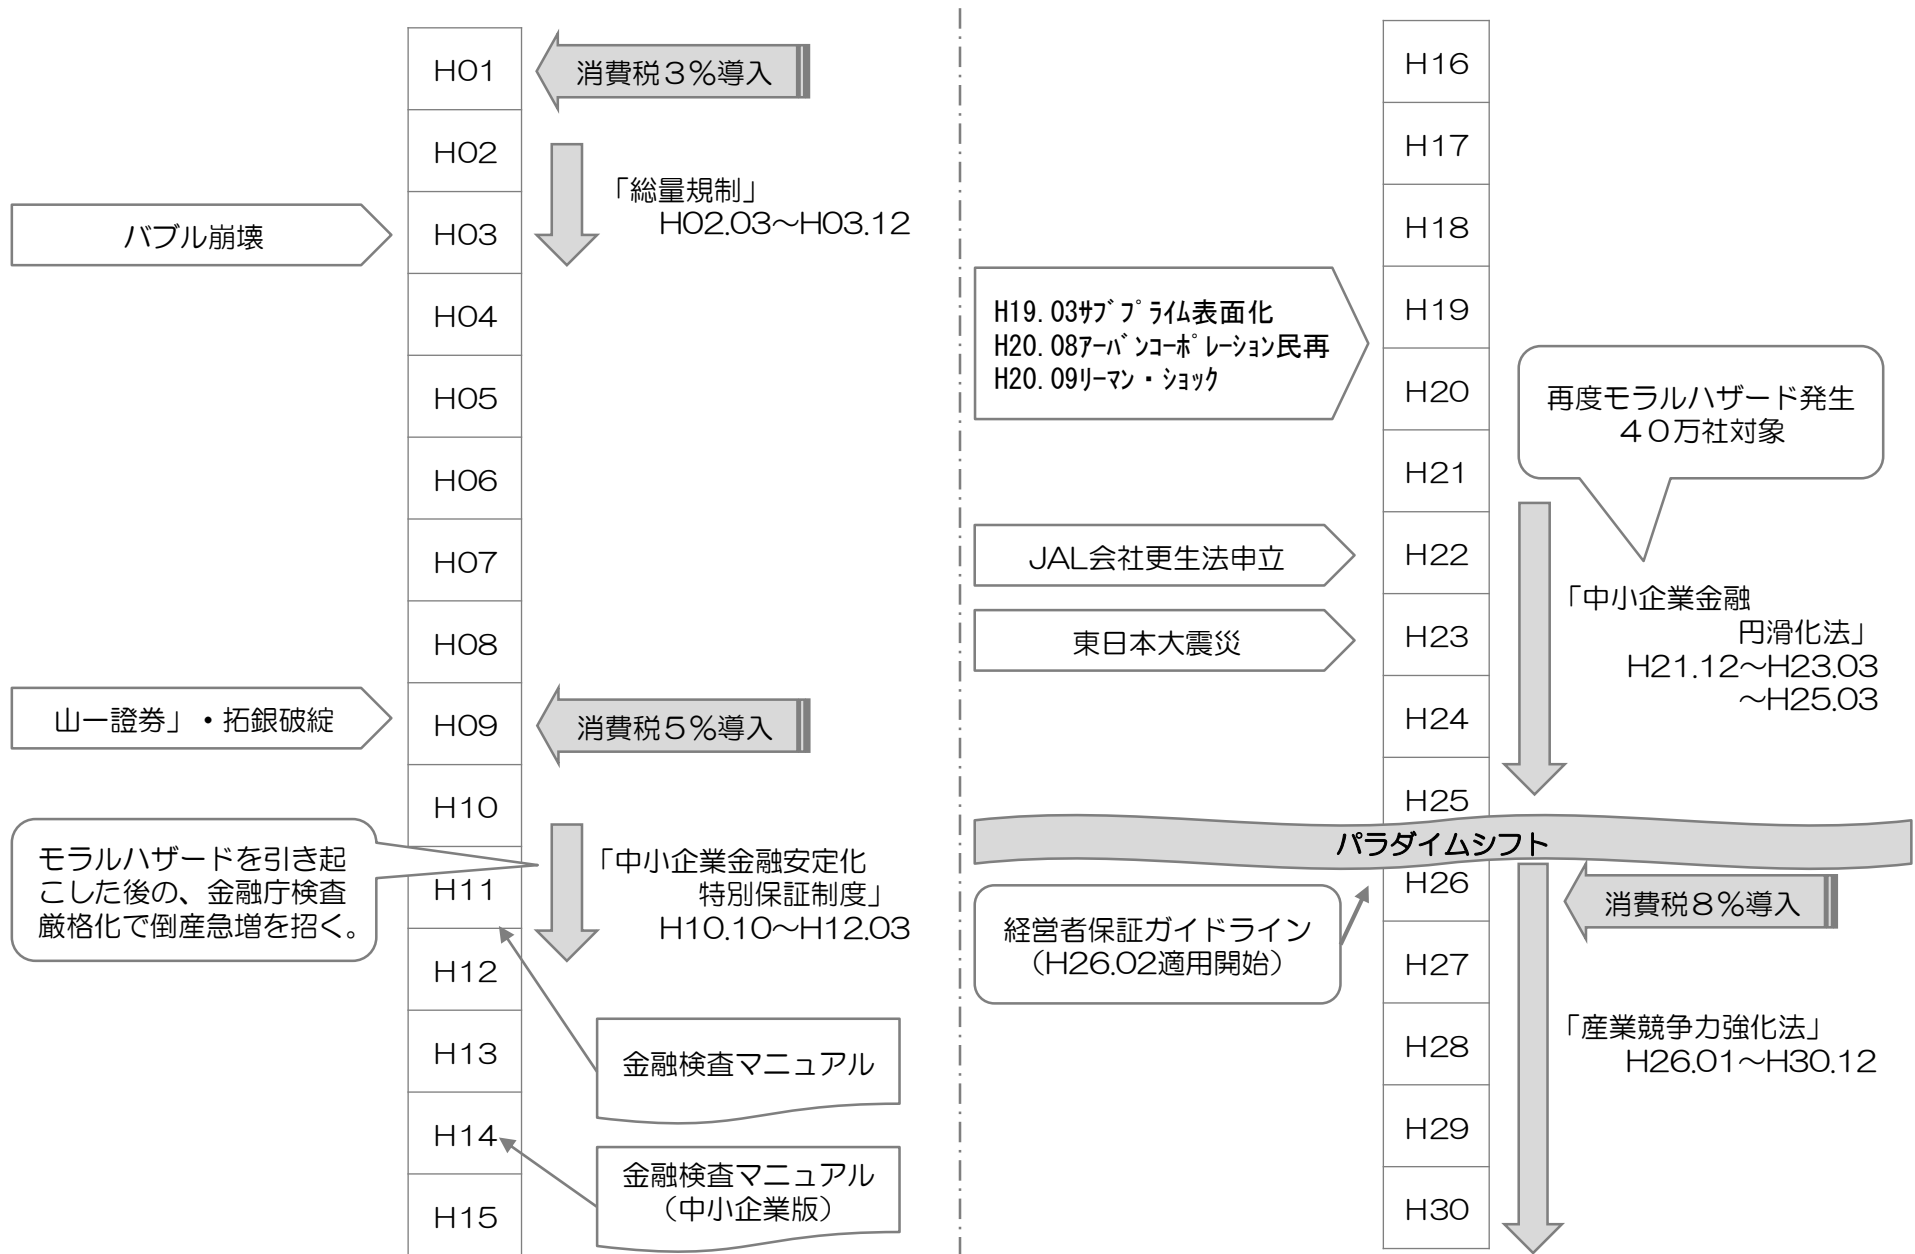 H01
消費税３％導入
H02
「総量規制」
H02.03～H03.12
バブル崩壊
H03
H04
H05
H06
H07
H08
山一證券」・拓銀破綻
H09
消費税５％導入
H10
モラルハザードを引き起
こした後の、金融庁検査
厳格化で倒産急増を招く。
H11
「中小企業金融安定化
特別保証制度」
H10.10～H12.03
H12
H13
金融検査マニュアル
H14
金融検査マニュアル
（中小企業版）
H15
H16
H17
H18
H19.03ｻﾌﾞﾌﾟﾗｲﾑ表面化
H20.08ｱｰﾊﾞﾝｺｰﾎﾟﾚｰｼｮﾝ民再
H20.09ﾘｰﾏﾝ・ｼｮｯｸ
H19
H20
再度モラルハザード発生
４０万社対象
H21
JAL会社更生法申立
H22
「中小企業金融
円滑化法」
H21.12～H23.03
～H25.03
東日本大震災
H23
H24
H25
パラダイムシフト
H26
消費税８％導入
経営者保証ガイドライン
（H26.02適用開始）
H27
「産業競争力強化法」
H26.01～H30.12
H28
H29
H30